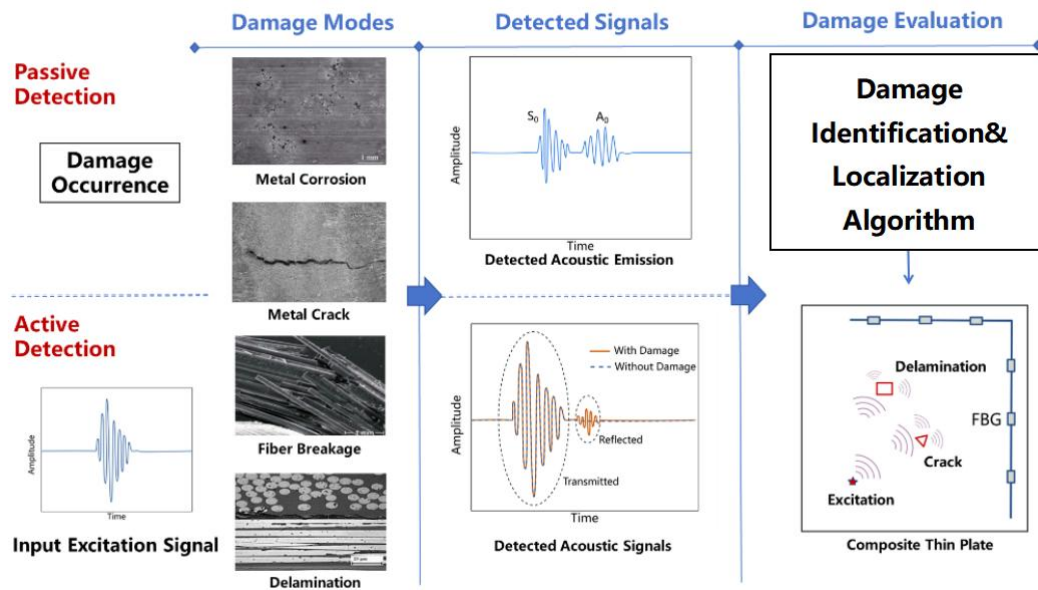 Damage Modes
Detected Signals
Damage Evaluation
Passive
Detection
Damage
Occurrence
1 mm
Metal Corrosion
Metal Crack
Amplitude
S₀
A₀
Time
Detected Acoustic Emission
Damage
Identification&
Localization
Algorithm
Active
Detection
Amplitude
Time
Input Excitation Signal
Fiber Breakage
Delamination
Amplitude
With Damage
Without Damage
Reflected
Transmitted
Time
Detected Acoustic Signals
Delamination
FBG
Crack
Excitation
Composite Thin Plate